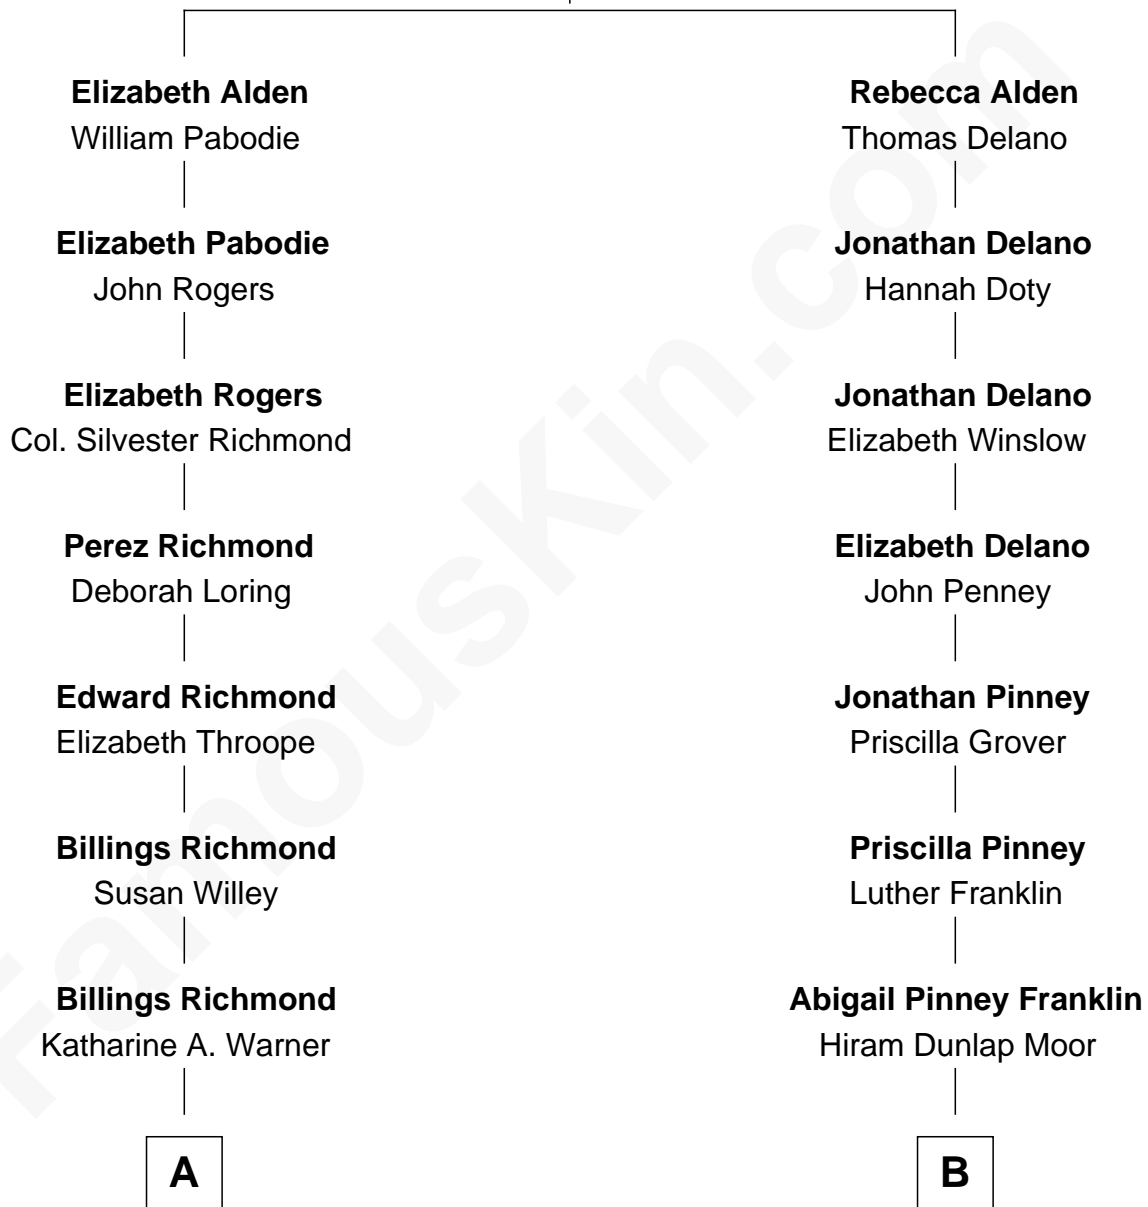 Elizabeth Alden
William Pabodie
Elizabeth Pabodie
John Rogers
Elizabeth Rogers
Col. Silvester Richmond
Perez Richmond
Deborah Loring
Edward Richmond
Elizabeth Throope
Billings Richmond
Susan Willey
Billings Richmond
Katharine A. Warner
A
Rebecca Alden
Thomas Delano
Jonathan Delano
Hannah Doty
Jonathan Delano
Elizabeth Winslow
Elizabeth Delano
John Penney
Jonathan Pinney
Priscilla Grover
Priscilla Pinney
Luther Franklin
Abigail Pinney Franklin
Hiram Dunlap Moor
B
FamousKin.com